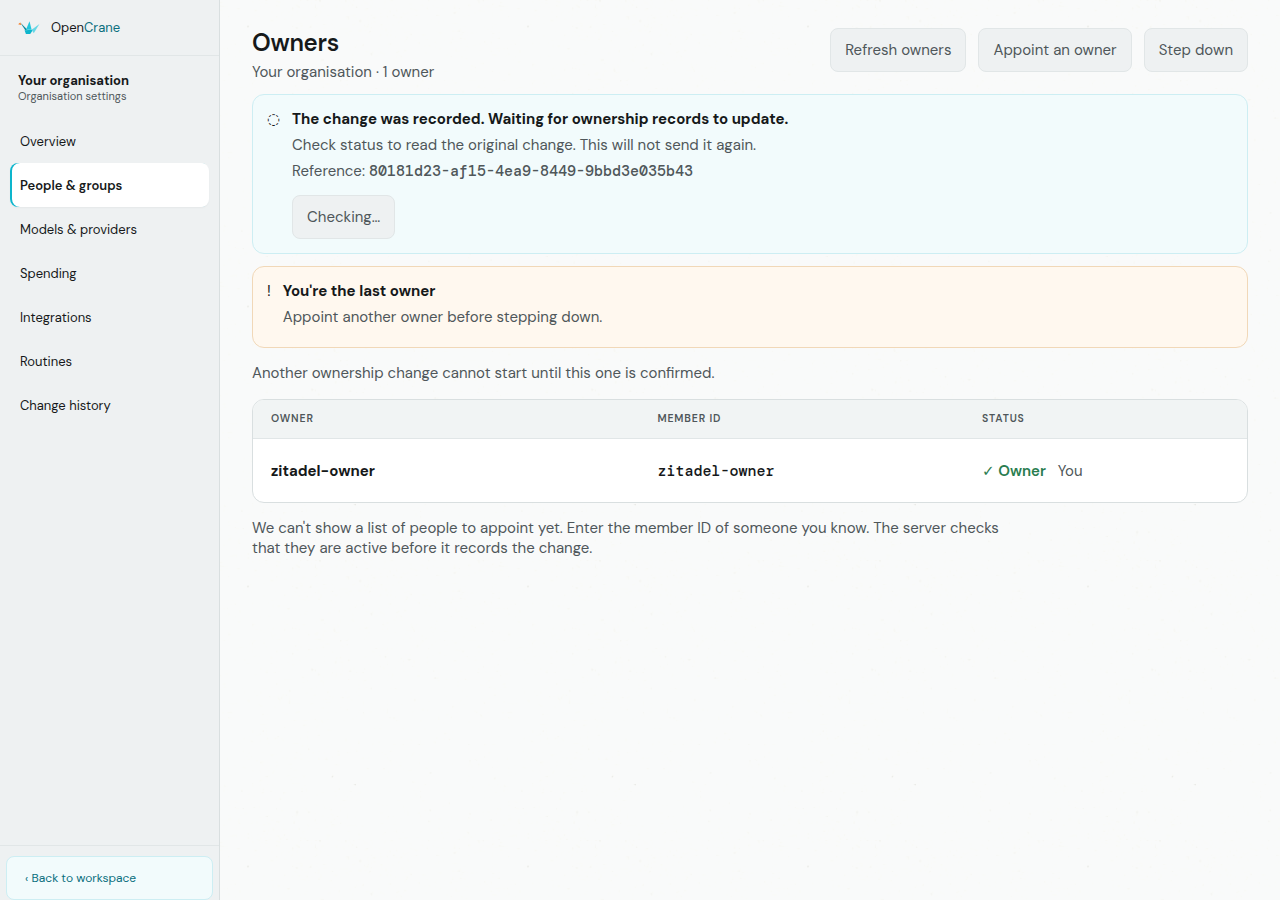 OpenCrane
Your organisation
Organisation settings
Overview
People & groups
Models & providers
Spending
Integrations
Routines
Change history
‹ Back to workspace
Owners
Your organisation · 1 owner
Refresh owners
Appoint an owner
Step down
The change was recorded. Waiting for ownership records to update.
Check status to read the original change. This will not send it again.
Reference: 80181d23-af15-4ea9-8449-9bbd3e035b43
Checking…
! You're the last owner
Appoint another owner before stepping down.
Another ownership change cannot start until this one is confirmed.
OWNER MEMBER ID STATUS
zitadel-owner zitadel-owner ✓ Owner You
We can't show a list of people to appoint yet. Enter the member ID of someone you know. The server checks
that they are active before it records the change.